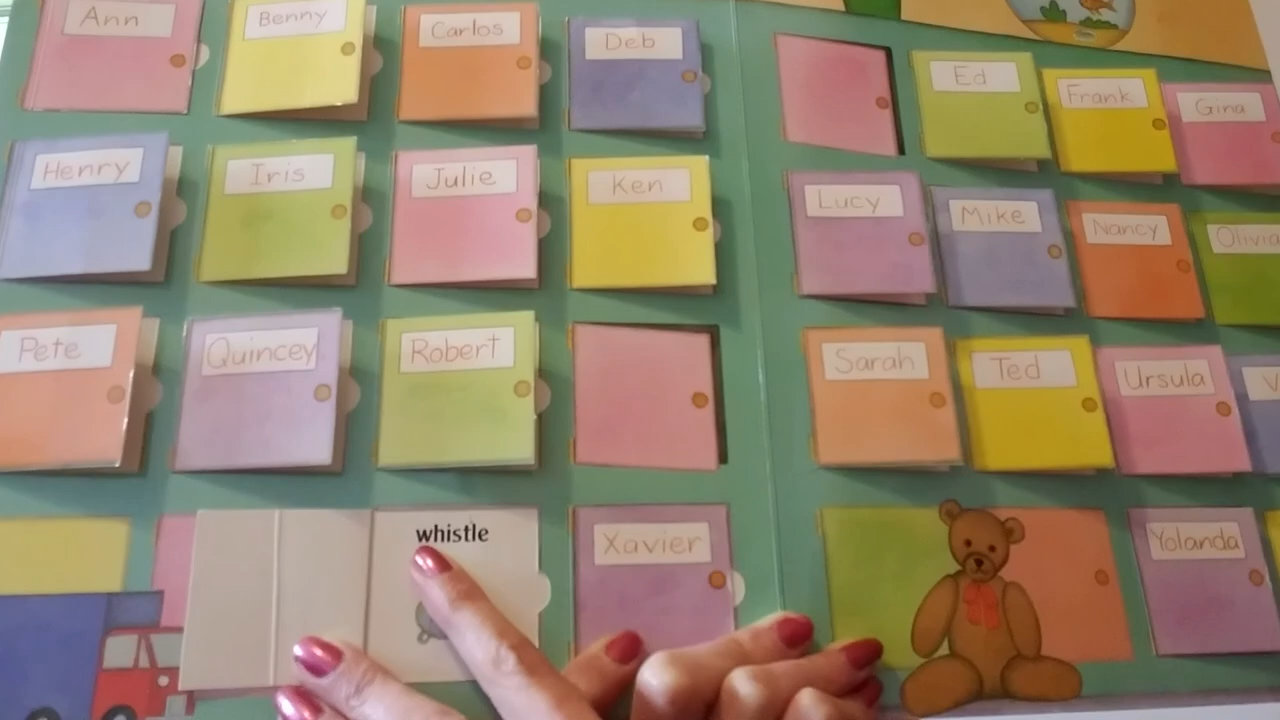 Ann
Benny
Carlos
Deb
Ed
Frank
Gina
Henry
Iris
Julie
Ken
Lucy
Mike
Nancy
Olivia
Pete
Quincey
Robert
Sarah
Ted
Ursula
V
whistle
Xavier
Yolanda